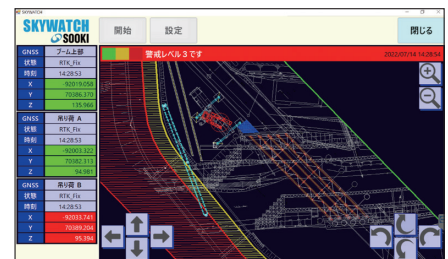 SKYWATCH
SKYWATCH
SOOKI
開始
設定
閉じる
警戒レベル3です
2022/07/14 14:28:54
GNSS ブーム上部
状態 RTK_Fix
時刻 14:28:53
X -92019.058
Y 70386.370
Z 135.966
GNSS 吊り荷 A
状態 RTK_Fix
時刻 14:28:53
X -92003.322
Y 70382.313
Z 94.981
GNSS 吊り荷 B
状態 RTK_Fix
時刻 14:28:53
X -92033.741
Y 70389.204
Z 95.394